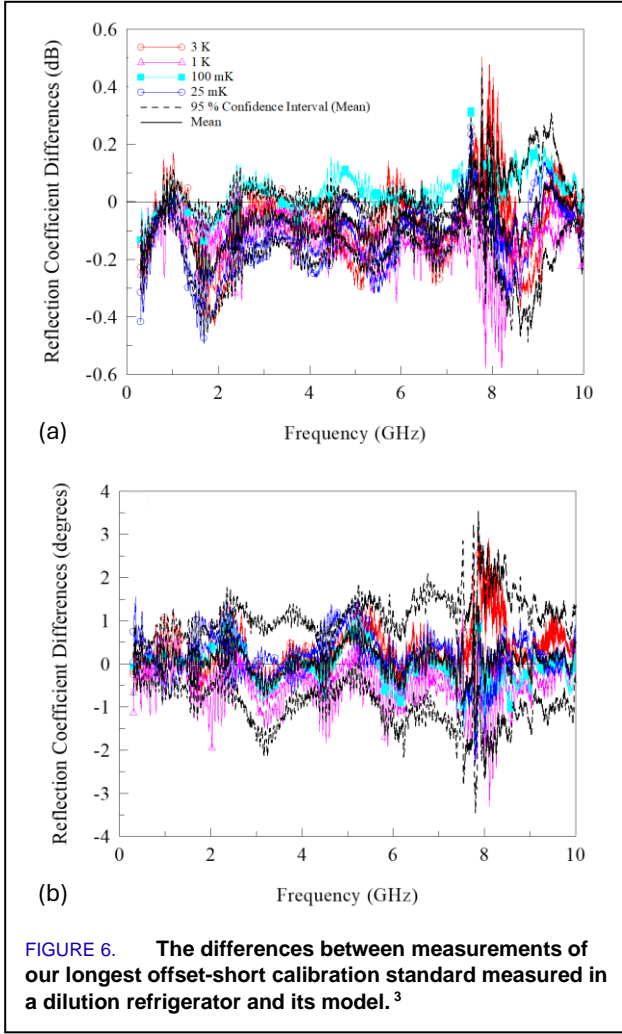 0.6
0.4
0.2
0
-0.2
-0.4
-0.6
Reflection Coefficient Differences (dB)
3 K
1 K
100 mK
25 mK
95 % Confidence Interval (Mean)
Mean
0 2 4 6 8 10
(a) Frequency (GHz)
4
3
2
1
0
-1
-2
-3
-4
Reflection Coefficient Differences (degrees)
0 2 4 6 8 10
(b) Frequency (GHz)
FIGURE 6. The differences between measurements of
our longest offset-short calibration standard measured in
a dilution refrigerator and its model. 3